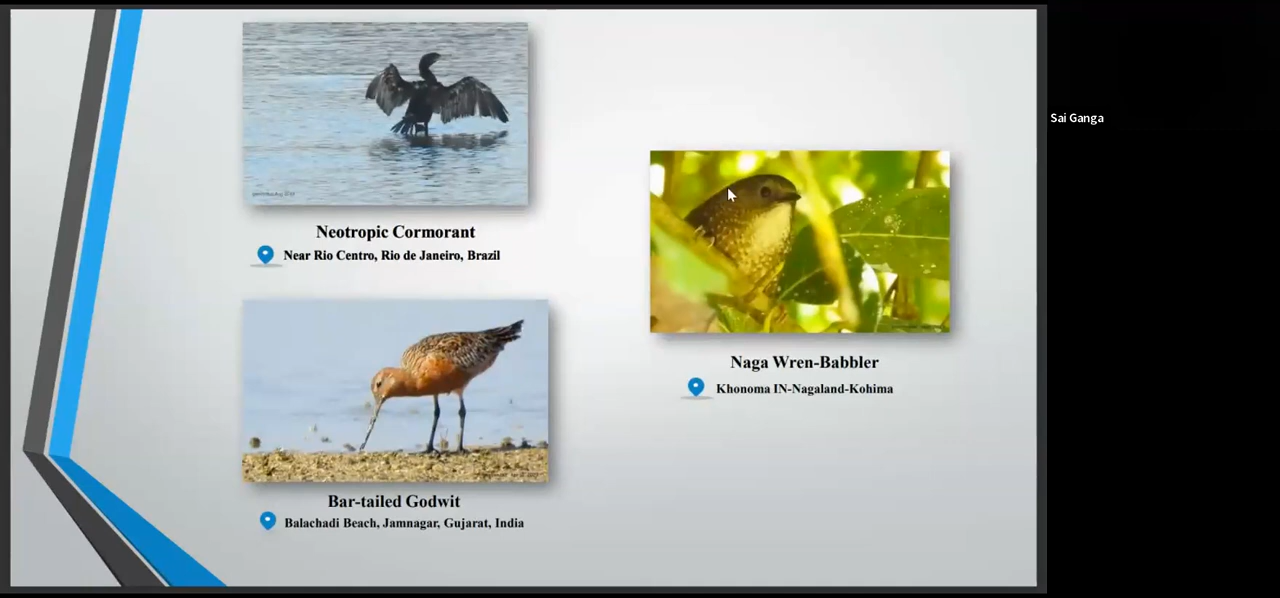 Neotropic Cormorant
Near Rio Centro, Rio de Janeiro, Brazil
Bar-tailed Godwit
Balachadi Beach, Jamnagar, Gujarat, India
Naga Wren-Babbler
Khonoma IN-Nagaland-Kohima
Sai Ganga